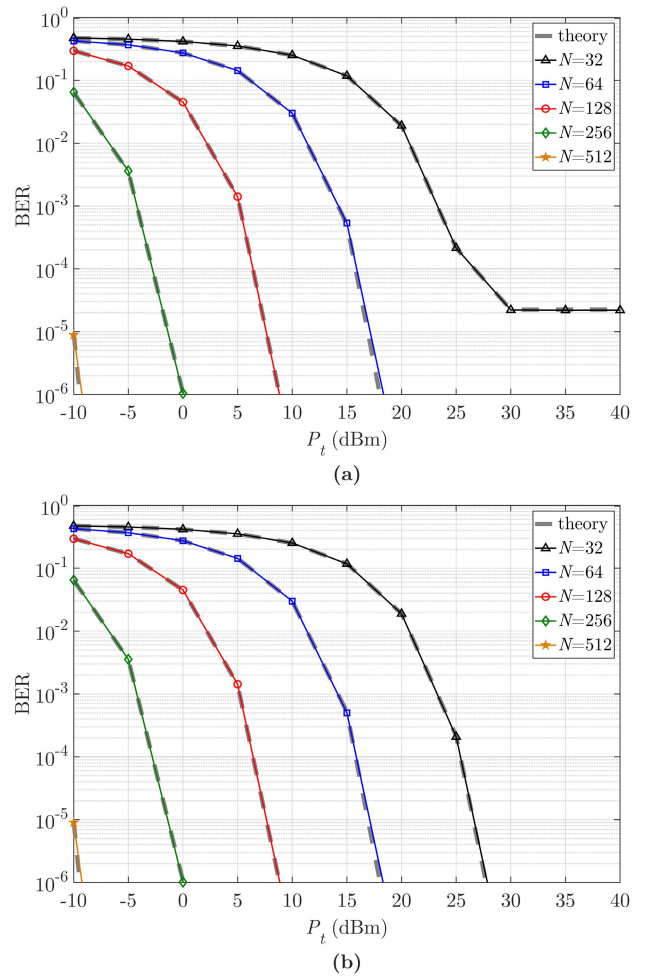 10^0
10^-1
10^-2
10^-3
10^-4
10^-5
10^-6
BER
theory
N=32
N=64
N=128
N=256
N=512
-10 -5 0 5 10 15 20 25 30 35 40
P_t (dBm)
(a)
10^0
10^-1
10^-2
10^-3
10^-4
10^-5
10^-6
BER
theory
N=32
N=64
N=128
N=256
N=512
-10 -5 0 5 10 15 20 25 30 35 40
P_t (dBm)
(b)